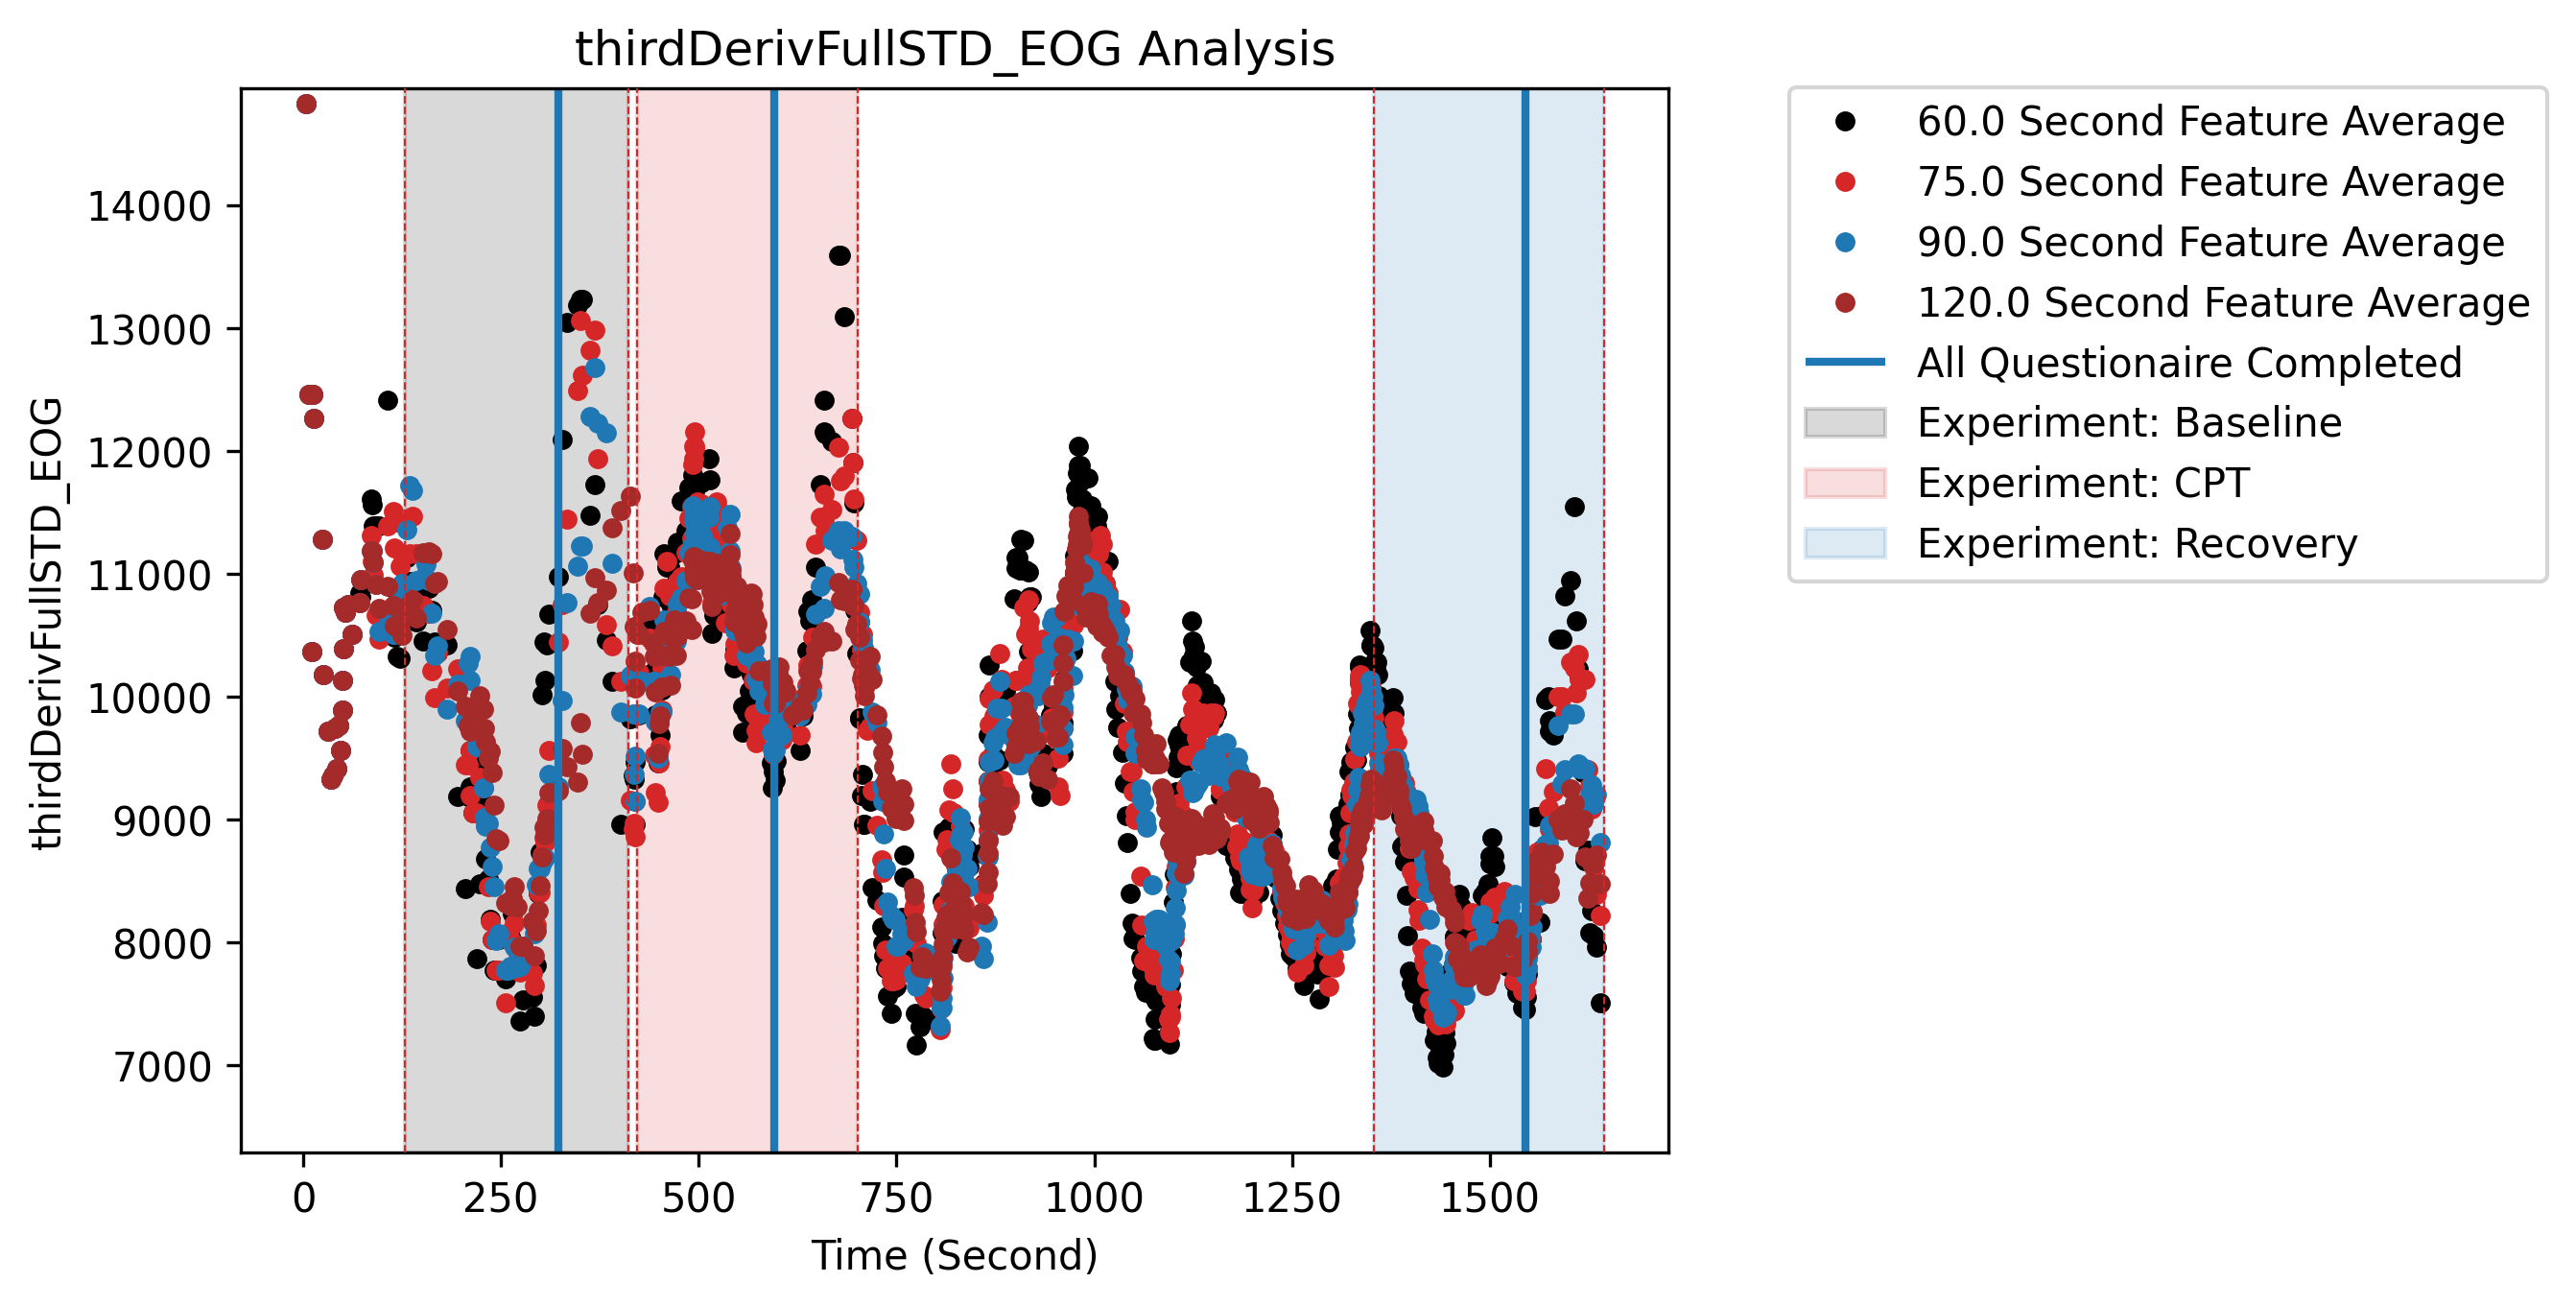 thirdDerivFullSTD_EOG Analysis
thirdDerivFullSTD_EOG
14000
13000
12000
11000
10000
9000
8000
7000
0
250
500
750
1000
1250
1500
Time (Second)
60.0 Second Feature Average
75.0 Second Feature Average
90.0 Second Feature Average
120.0 Second Feature Average
All Questionaire Completed
Experiment: Baseline
Experiment: CPT
Experiment: Recovery